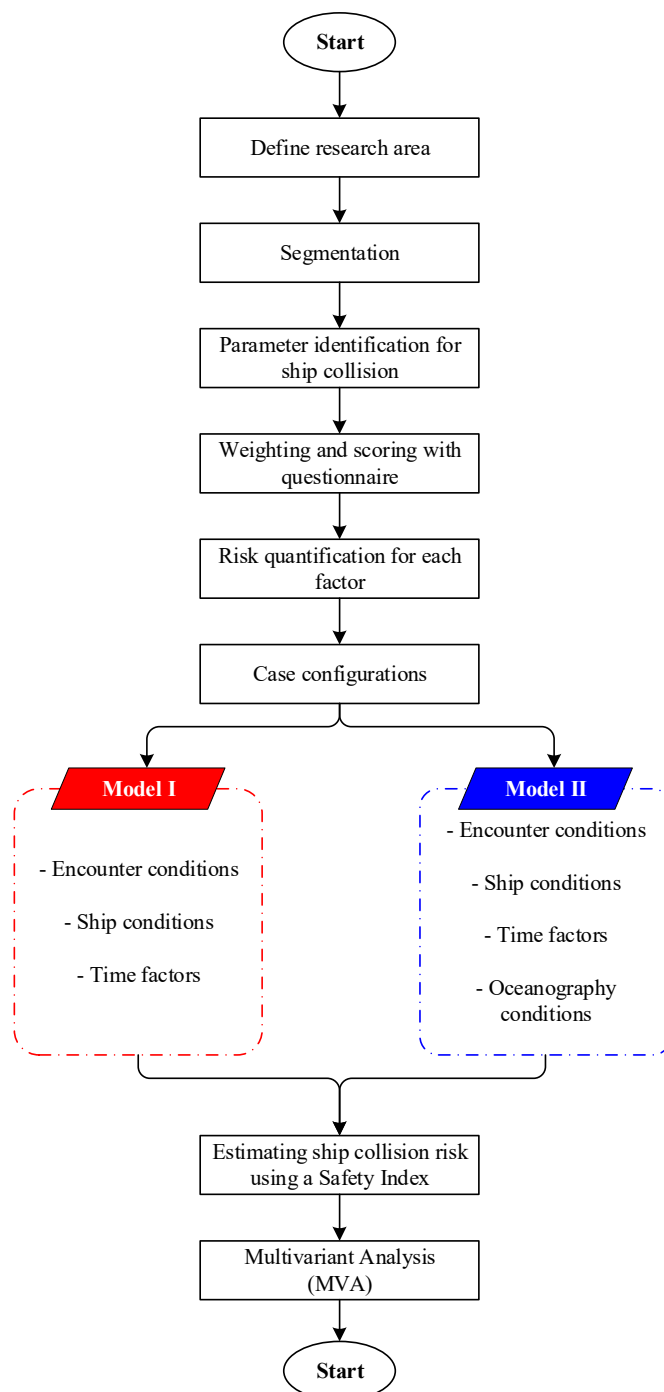 Start
Define research area
Segmentation
Parameter identification for
ship collision
Weighting and scoring with
questionnaire
Risk quantification for each
factor
Case configurations
Model I
- Encounter conditions
- Ship conditions
- Time factors
Model II
- Encounter conditions
- Ship conditions
- Time factors
- Oceanography
conditions
Estimating ship collision risk
using a Safety Index
Multivariant Analysis
(MVA)
Start